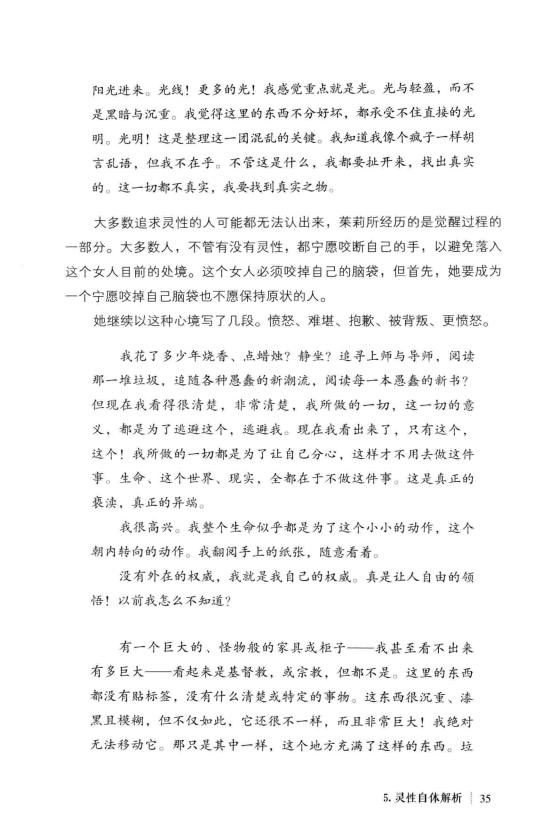 阳光进来。光线！更多的光！我感觉重点就是光。光与轻盈，而不
是黑暗与沉重。我觉得这里的东西不分好坏，都承受不住直接的光
明。光明！这是整理这一团混乱的关键。我知道我像个疯子一样胡
言乱语，但我不在乎。不管这是什么，我都要扯开来，找出真实
的。这一切都不真实，我要找到真实之物。
大多数追求灵性的人可能都无法认出来，茱莉所经历的是觉醒过程的
一部分。大多数人，不管有没有灵性，都宁愿咬断自己的手，以避免落入
这个女人目前的处境。这个女人必须咬掉自己的脑袋，但首先，她要成为
一个宁愿咬掉自己脑袋也不愿保持原状的人。
她继续以这种心境写了几段。愤怒、难堪、抱歉、被背叛、更愤怒。
我花了多少年烧香、点蜡烛？静坐？追寻上师与导师，阅读
那一堆垃圾，追随各种愚蠢的新潮流，阅读每一本愚蠢的新书？
但现在我看得很清楚，非常清楚，我所做的一切，这一切的意
义，都是为了逃避这个，逃避我。现在我看出来了，只有这个，
这个！我所做的一切都是为了让自己分心，这样才不用去做这件
事。生命、这个世界、现实，全都在于不做这件事。这是真正的
亵渎，真正的异端。
我很高兴。我整个生命似乎都是为了这个小小的动作，这个
朝内转向的动作。我翻阅手上的纸张，随意看着。
没有外在的权威，我就是我自己的权威。真是让人自由的领
悟！以前我怎么不知道？
有一个巨大的、怪物般的家具或柜子——我甚至看不出来
有多巨大——看起来是基督教，或宗教，但都不是。这里的东西
都没有贴标签，没有什么清楚或特定的事物。这东西很沉重、漆
黑且模糊，但不仅如此，它还很不一样，而且非常巨大！我绝对
无法移动它。那只是其中一样，这个地方充满了这样的东西。垃
5. 灵性自体解析 35